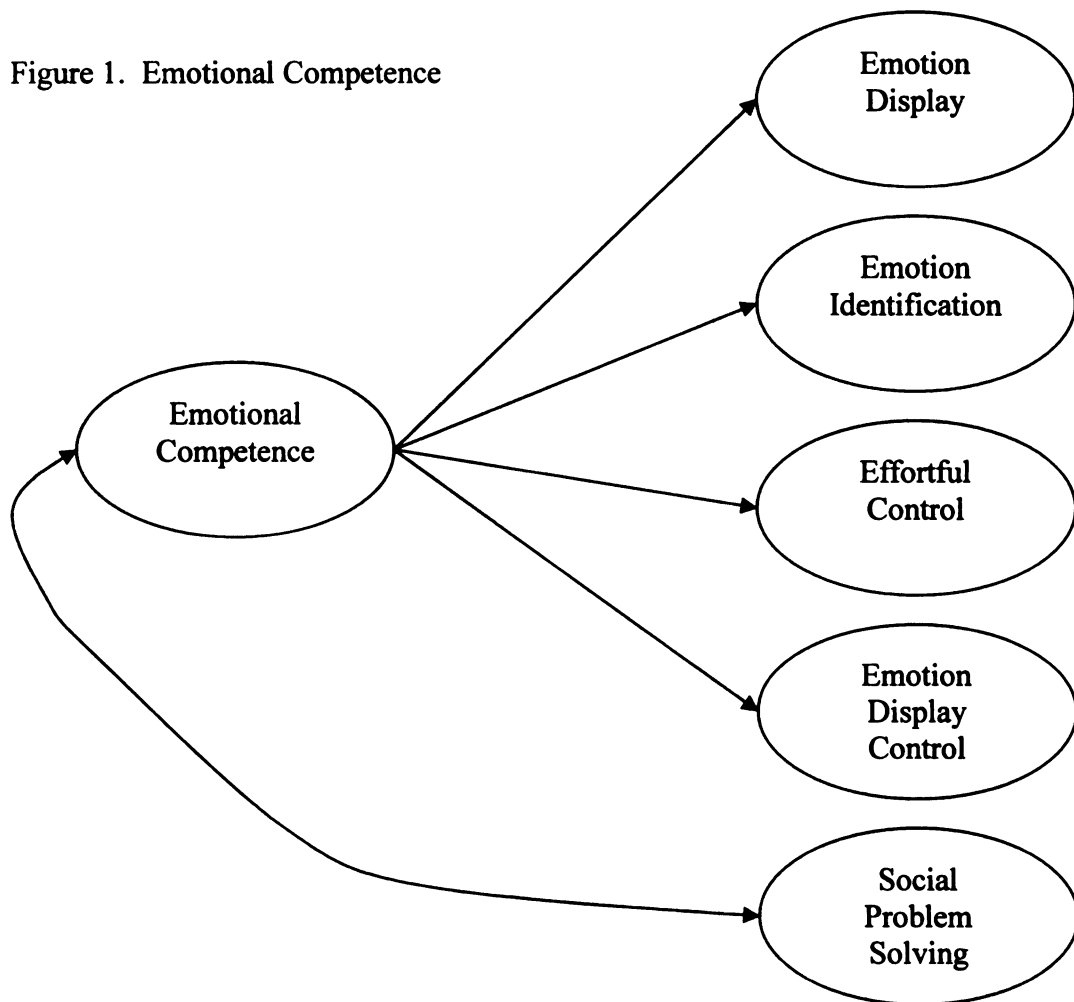 Figure 1. Emotional Competence
Emotion
Display
Emotion
Identification
Emotional
Competence
Effortful
Control
Emotion
Display
Control
Social
Problem
Solving